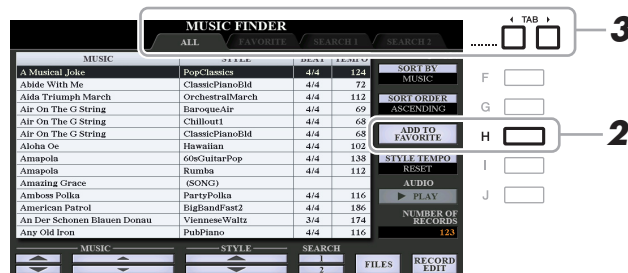 MUSIC FINDER
TAB
3
ALL FAVORITE SEARCH 1 SEARCH 2
MUSIC STYLE BEAT TEMPO
A Musical Joke PopClassics 4/4 124
Abide With Me ClassicPianoBld 4/4 72
Aida Triumph March OrchestralMarch 4/4 112
Air On The G String BaroqueAir 4/4 69
Air On The G String Chillout1 4/4 68
Air On The G String ClassicPianoBld 4/4 68
Aloha Oe Hawaiian 4/4 102
Amapola 60sGuitarPop 4/4 138
Amapola Rumba 4/4 112
Amazing Grace (SONG)
Amboss Polka PartyPolka 4/4 116
American Patrol BigBandFast2 4/4 186
An Der Schonen Blauen Donau VienneseWaltz 3/4 174
Any Old Iron PubPiano 4/4 116
SORT BY
MUSIC
F
SORT ORDER
ASCENDING
G
ADD TO
FAVORITE
H
2
STYLE TEMPO
RESET
I
AUDIO
PLAY
J
NUMBER OF
RECORDS
123
MUSIC STYLE SEARCH
1
2
FILES
RECORD
EDIT